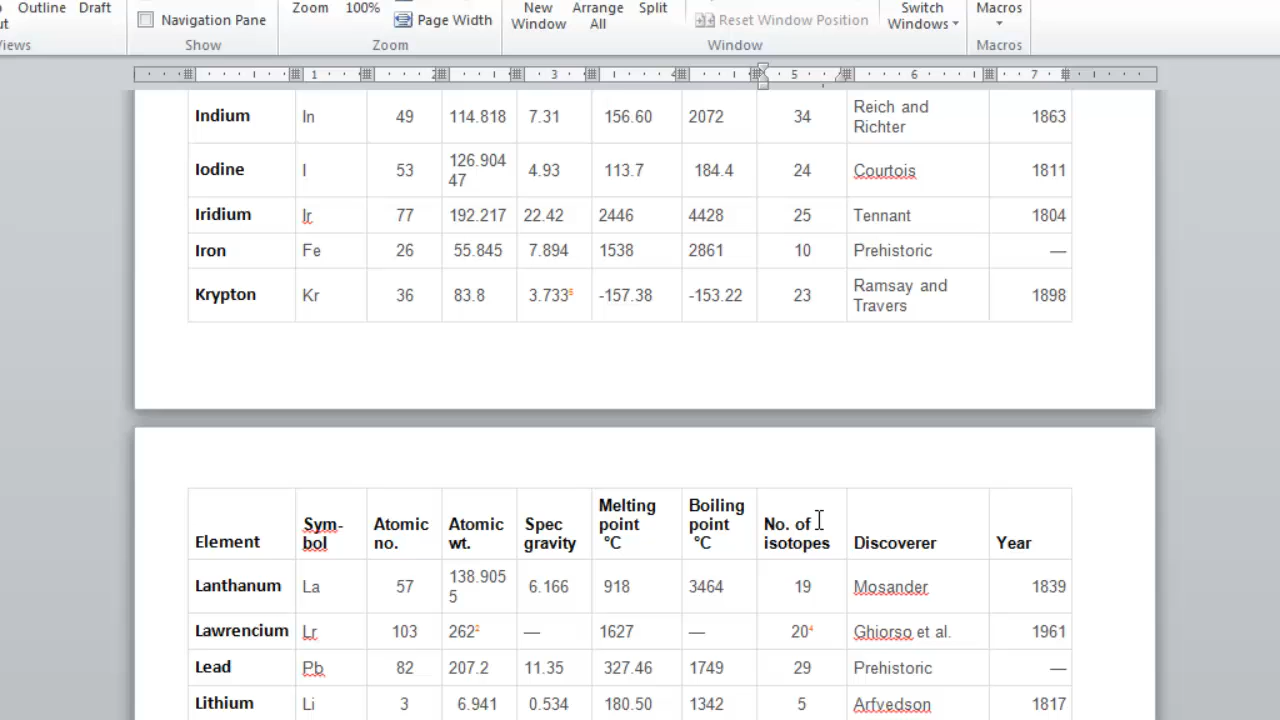 Outline Draft Zoom 100% New Window Arrange All Split Switch Windows Macros
Navigation Pane Page Width Reset Window Position
Show Zoom Window Macros
1 2 3 4 5 6 7
Indium In 49 114.818 7.31 156.60 2072 34 Reich and Richter 1863
Iodine I 53 126.90447 4.93 113.7 184.4 24 Courtois 1811
Iridium Ir 77 192.217 22.42 2446 4428 25 Tennant 1804
Iron Fe 26 55.845 7.894 1538 2861 10 Prehistoric —
Krypton Kr 36 83.8 3.733 -157.38 -153.22 23 Ramsay and Travers 1898
Element Sym-bol Atomic no. Atomic wt. Spec gravity Melting point °C Boiling point °C No. of isotopes Discoverer Year
Lanthanum La 57 138.9055 6.166 918 3464 19 Mosander 1839
Lawrencium Lr 103 262² — 1627 — 20⁴ Ghiorso et al. 1961
Lead Pb 82 207.2 11.35 327.46 1749 29 Prehistoric —
Lithium Li 3 6.941 0.534 180.50 1342 5 Arfvedson 1817